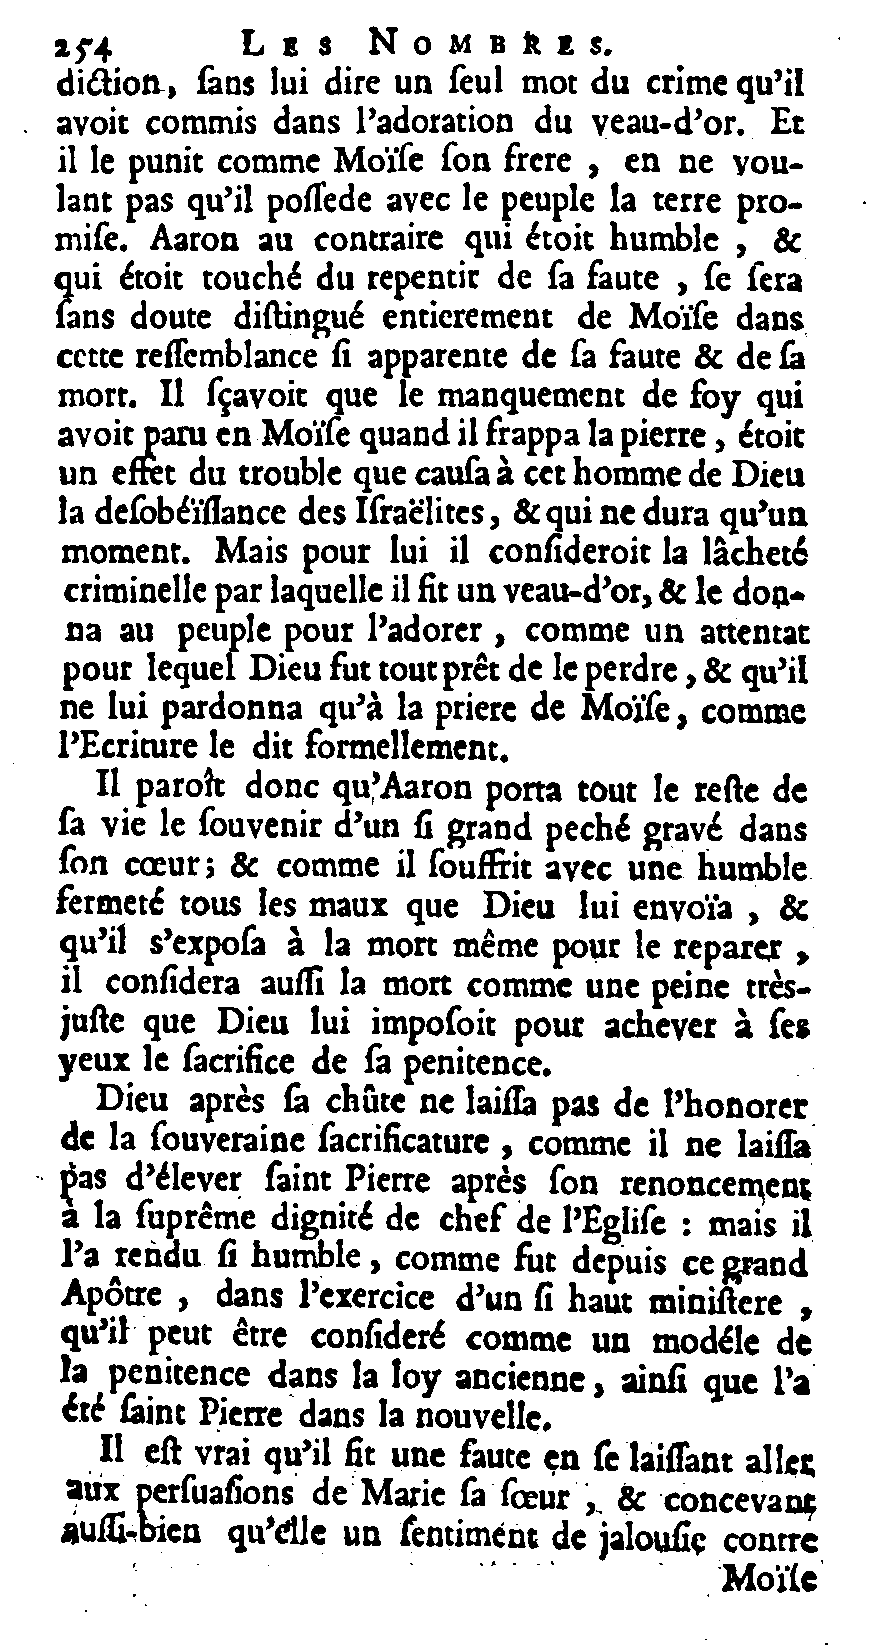 254 LES NOMBRES.
diction, ſans lui dire un ſeul mot du crime qu'il
avoit commis dans l'adoration du veau-d'or. Et
il le punit comme Moïſe ſon frere, en ne vou-
lant pas qu'il poſſede avec le peuple la terre pro-
miſe. Aaron au contraire qui étoit humble, &
qui étoit touché du repentir de ſa faute, ſe ſera
ſans doute diſtingué entierement de Moïſe dans
cette reſſemblance ſi apparente de ſa faute & de ſa
mort. Il ſçavoit que le manquement de foy qui
avoit paru en Moïſe quand il frappa la pierre, étoit
un effet du trouble que cauſa à cet homme de Dieu
la deſobéïſſance des Iſraëlites, & qui ne dura qu'un
moment. Mais pour lui il conſideroit la lâcheté
criminelle par laquelle il fit un veau-d'or, & le don-
na au peuple pour l'adorer, comme un attentat
pour lequel Dieu fut tout prêt de le perdre, & qu'il
ne lui pardonna qu'à la priere de Moïſe, comme
l'Ecriture le dit formellement.
Il paroît donc qu'Aaron porta tout le reſte de
ſa vie le ſouvenir d'un ſi grand peché gravé dans
ſon cœur; & comme il ſouffrit avec une humble
fermeté tous les maux que Dieu lui envoïa, &
qu'il s'expoſa à la mort même pour le reparer,
il conſidera auſſi la mort comme une peine très-
juſte que Dieu lui impoſoit pour achever à ſes
yeux le ſacrifice de ſa penitence.
Dieu après ſa chûte ne laiſſa pas de l'honorer
de la ſouveraine ſacrificature, comme il ne laiſſa
pas d'élever ſaint Pierre après ſon renoncement
à la ſuprême dignité de chef de l'Egliſe : mais il
l'a rendu ſi humble, comme fut depuis ce grand
Apôtre, dans l'exercice d'un ſi haut miniſtere,
qu'il peut être conſideré comme un modéle de
la penitence dans la loy ancienne, ainſi que l'a
été ſaint Pierre dans la nouvelle.
Il eſt vrai qu'il fit une faute en ſe laiſſant aller
aux perſuaſions de Marie ſa ſœur, & concevant
auſſi-bien qu'elle un ſentiment de jalouſie contre
Moïſe